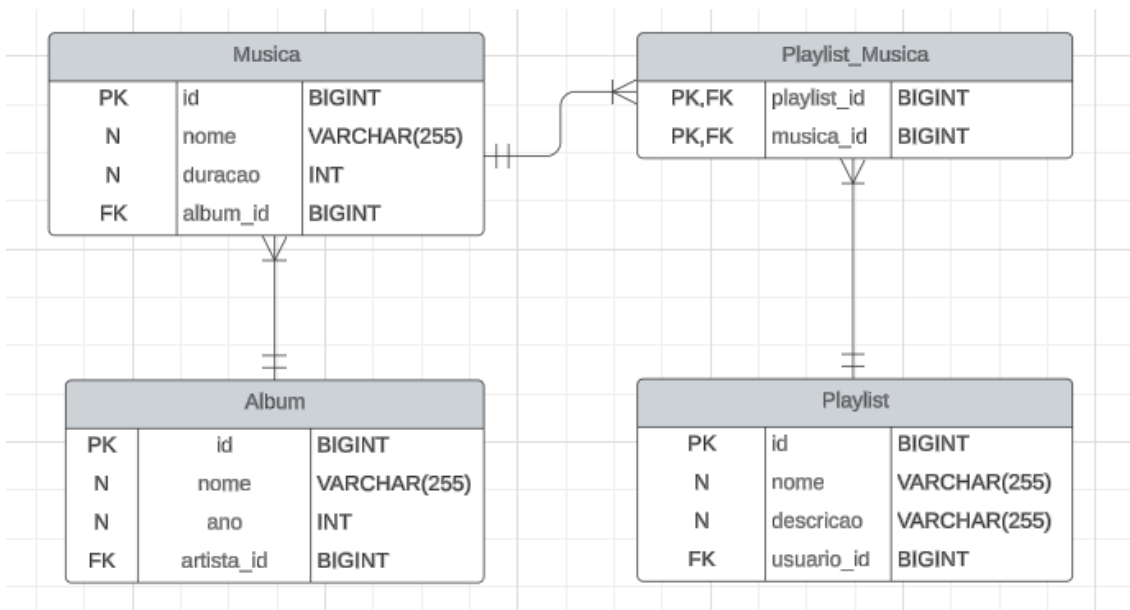 Musica
PK id BIGINT
N nome VARCHAR(255)
N duracao INT
FK album_id BIGINT
Playlist_Musica
PK,FK playlist_id BIGINT
PK,FK musica_id BIGINT
Album
PK id BIGINT
N nome VARCHAR(255)
N ano INT
FK artista_id BIGINT
Playlist
PK id BIGINT
N nome VARCHAR(255)
N descricao VARCHAR(255)
FK usuario_id BIGINT